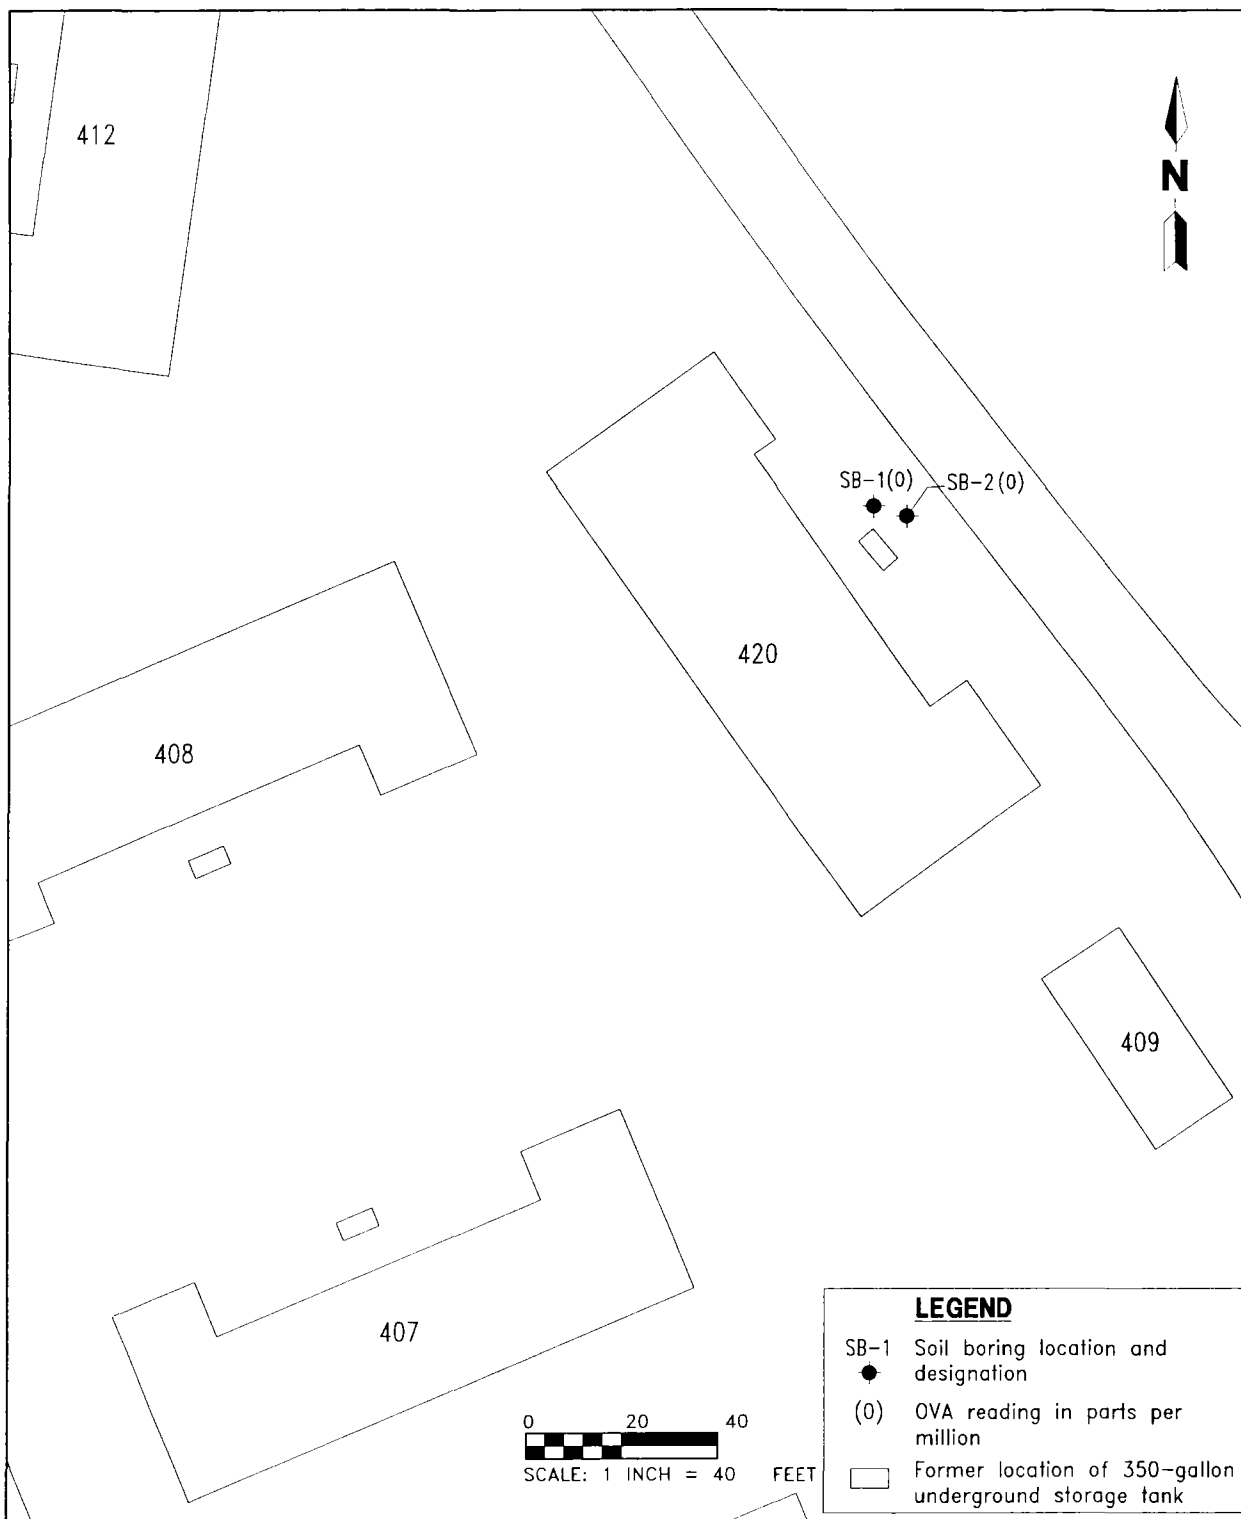 412
N
SB-1(0)
SB-2(0)
420
408
409
407
0 20 40
SCALE: 1 INCH = 40 FEET
LEGEND
SB-1 Soil boring location and
designation
(0) OVA reading in parts per
million
Former location of 350-gallon
underground storage tank